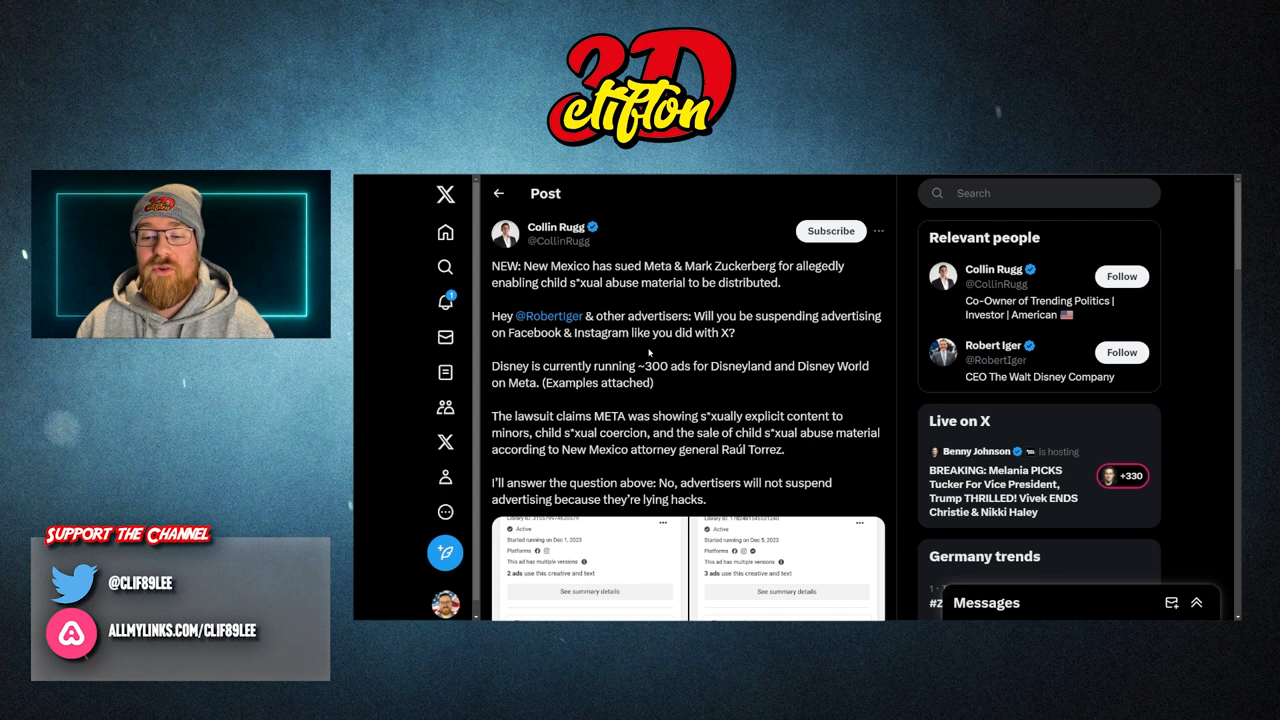 3D
clifton
Post
Collin Rugg
@CollinRugg
Subscribe
NEW: New Mexico has sued Meta & Mark Zuckerberg for allegedly
enabling child s*xual abuse material to be distributed.
Hey @RobertIger & other advertisers: Will you be suspending advertising
on Facebook & Instagram like you did with X?
Disney is currently running ~300 ads for Disneyland and Disney World
on Meta. (Examples attached)
The lawsuit claims META was showing s*xually explicit content to
minors, child s*xual coercion, and the sale of child s*xual abuse material
according to New Mexico attorney general Raúl Torrez.
I'll answer the question above: No, advertisers will not suspend
advertising because they're lying hacks.
Active
Started running on Dec 1, 2023
Platforms
This ad has multiple versions
2 ads use this creative and text
See summary details
Active
Started running on Dec 5, 2023
Platforms
This ad has multiple versions
3 ads use this creative and text
See summary details
Search
Relevant people
Collin Rugg
@CollinRugg
Follow
Co-Owner of Trending Politics |
Investor | American 🇺🇸
Robert Iger
@RobertIger
Follow
CEO The Walt Disney Company
Live on X
Benny Johnson is hosting
BREAKING: Melania PICKS
Tucker For Vice President,
Trump THRILLED! Vivek ENDS
Christie & Nikki Haley
+330
Germany trends
Messages
1
SUPPORT THE CHANNEL
@CLIF89LEE
ALLMYLINKS.COM/CLIF89LEE